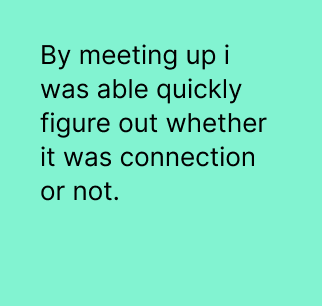 By meeting up i
was able quickly
figure out whether
it was connection
or not.